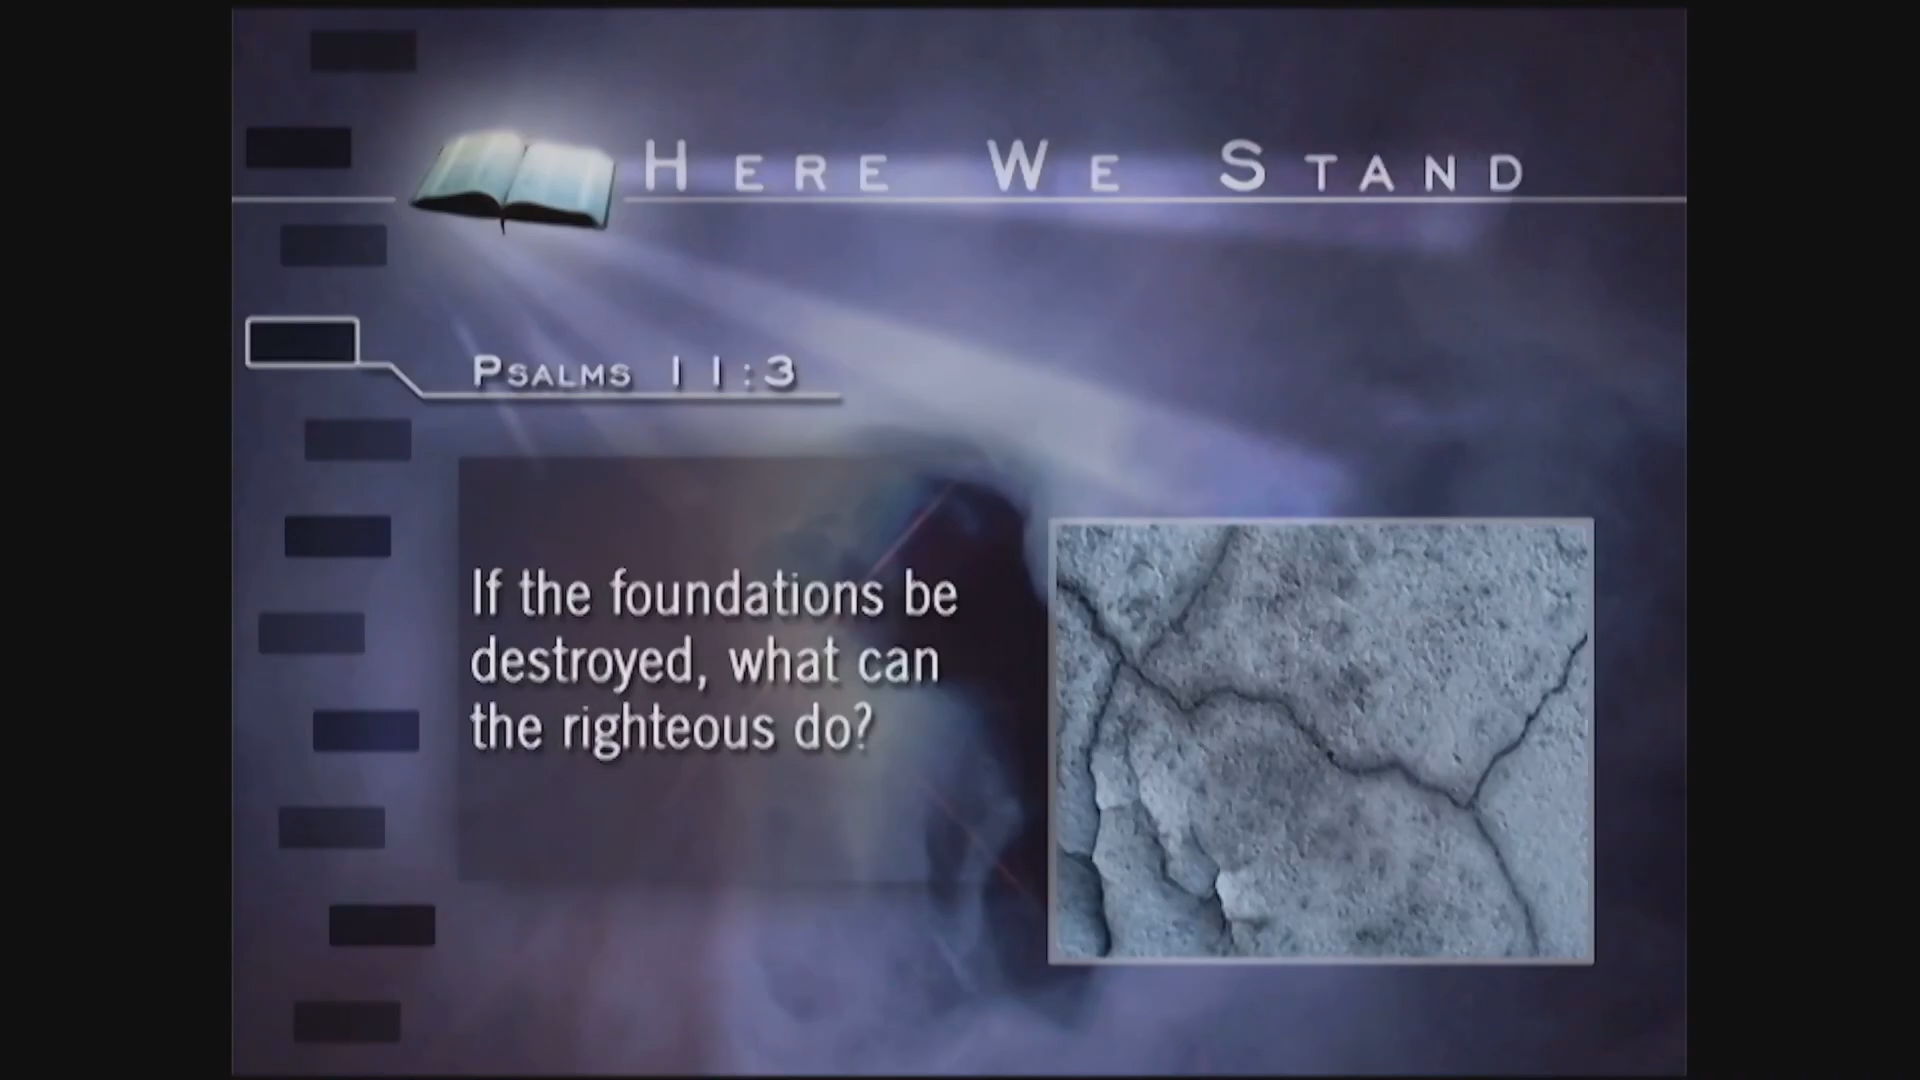 Here We Stand
Psalms 11:3
If the foundations be
destroyed, what can
the righteous do?